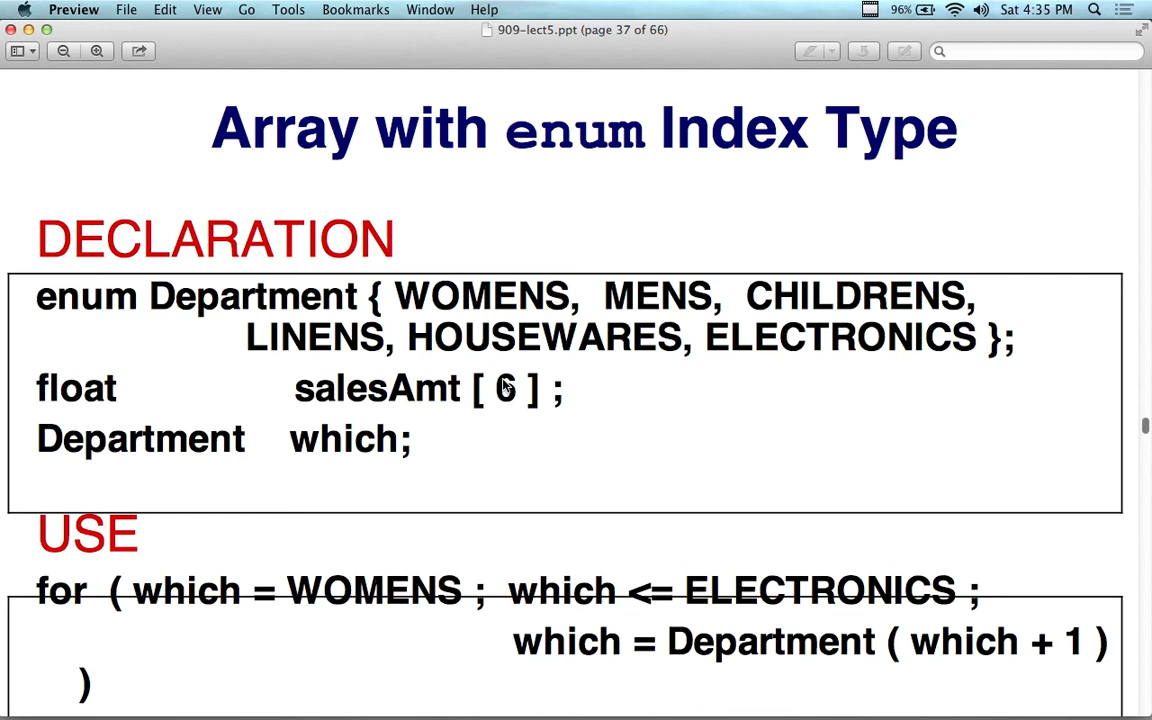 Preview File Edit View Go Tools Bookmarks Window Help 96% Sat 4:35 PM
909-lect5.ppt (page 37 of 66)
Array with enum Index Type
DECLARATION
enum Department { WOMENS, MENS, CHILDRENS,
LINENS, HOUSEWARES, ELECTRONICS };
float salesAmt [ 6 ] ;
Department which;
USE
for ( which = WOMENS ; which <= ELECTRONICS ;
which = Department ( which + 1 )
)